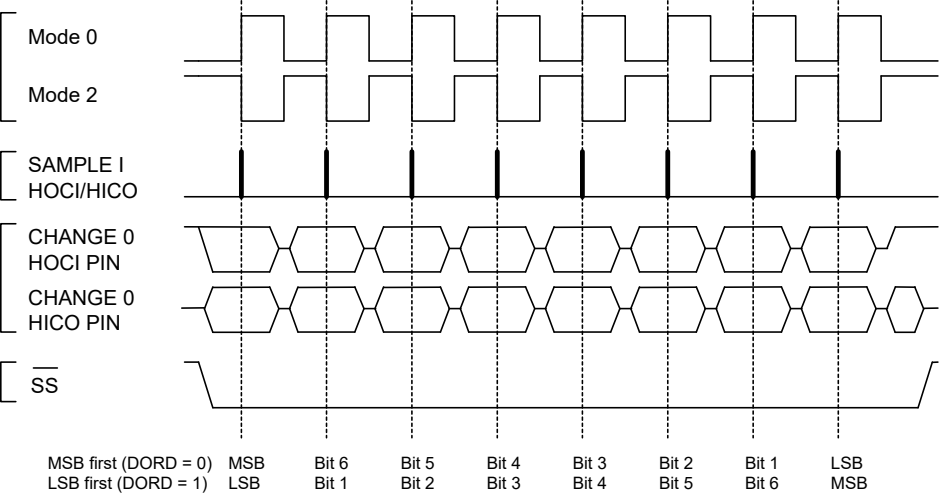 Mode 0
Mode 2
SAMPLE I
HOCI/HICO
CHANGE 0
HOCI PIN
CHANGE 0
HICO PIN
SS
MSB first (DORD = 0) MSB Bit 6 Bit 5 Bit 4 Bit 3 Bit 2 Bit 1 LSB
LSB first (DORD = 1) LSB Bit 1 Bit 2 Bit 3 Bit 4 Bit 5 Bit 6 MSB